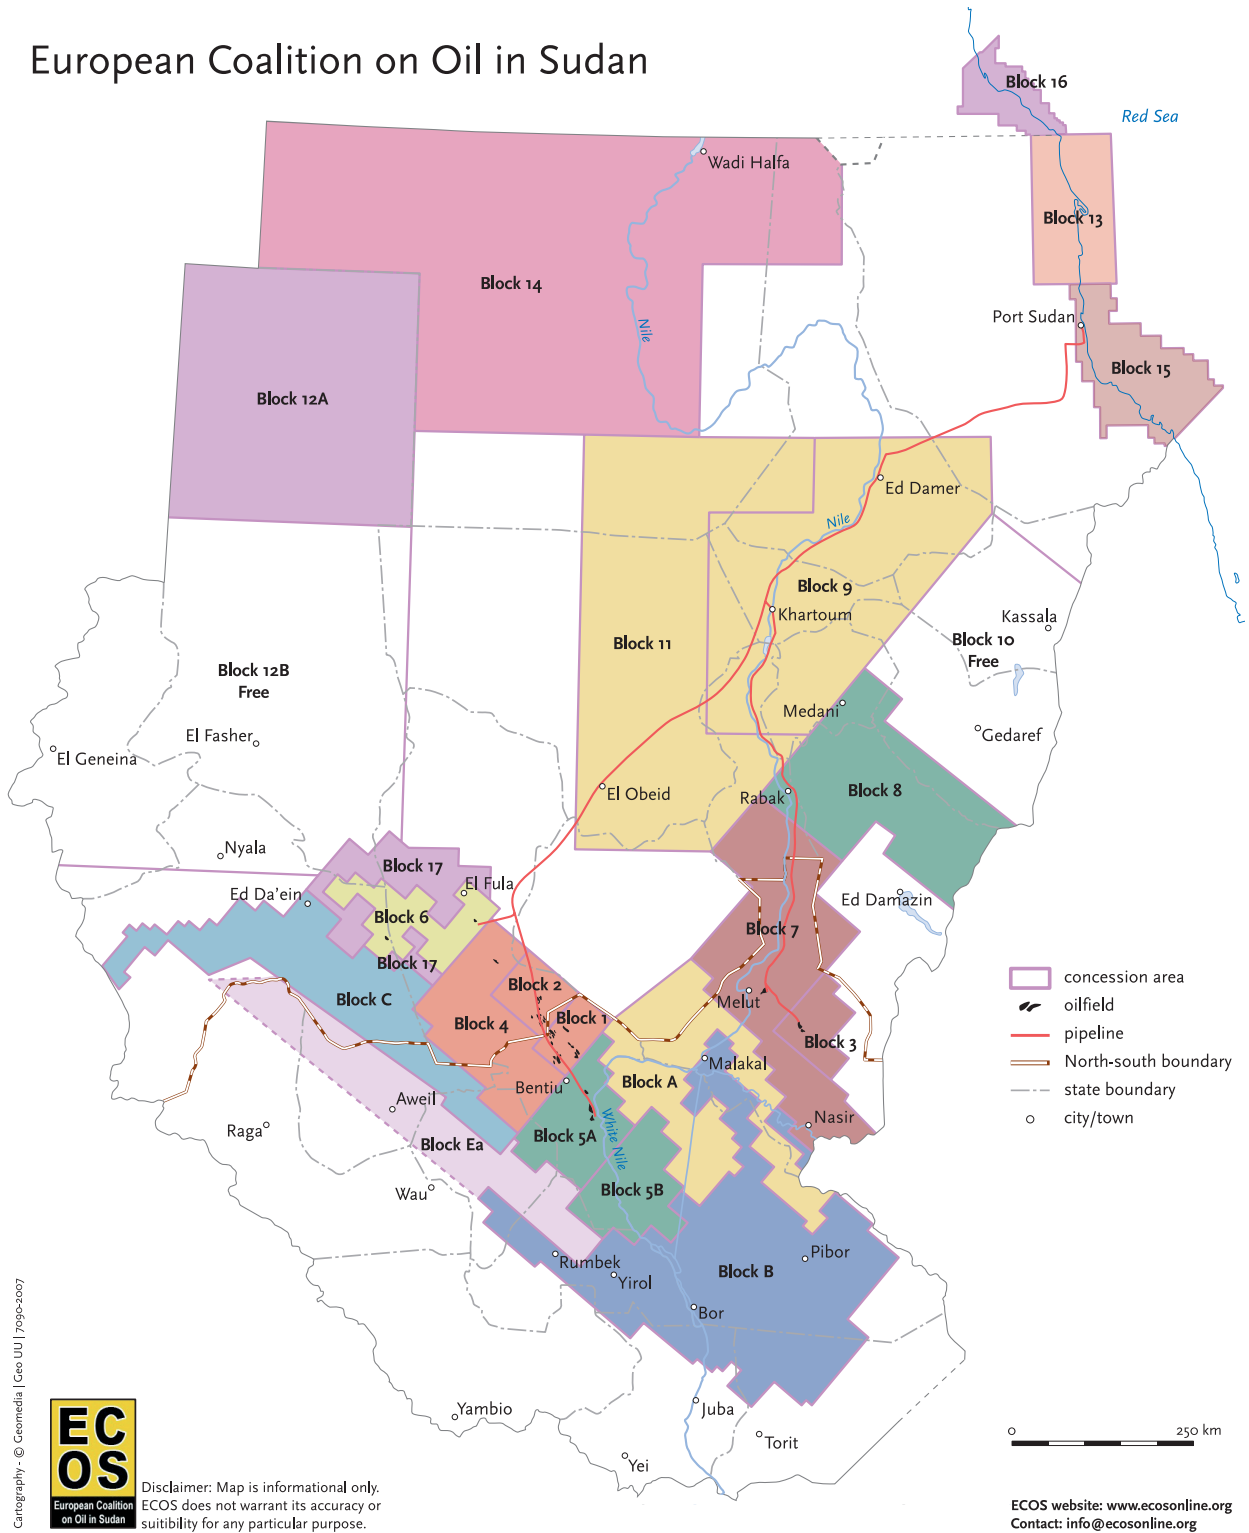 European Coalition on Oil in Sudan
Block 16
Red Sea
Wadi Halfa
Block 13
Block 14
Nile
Port Sudan
Block 15
Block 12A
Ed Damer
Nile
Block 9
Khartoum
Kassala
Block 10
Free
Block 11
Block 12B
Free
Medani
El Fasher
Gedaref
El Geneina
El Obeid
Rabak
Block 8
Nyala
Block 17
El Fula
Ed Da'ein
Ed Damazin
Block 6
Block 7
Block 17
Block 2
Block C
Melut
Block 4
Block 1
Block 3
Malakal
Block A
Bentiu
Aweil
Nasir
Raga
Block Ea
Block 5A
White Nile
Wau
Block 5B
Pibor
Rumbek
Block B
Yirol
Bor
Yambio
Juba
Torit
Yei
concession area
oilfield
pipeline
North-south boundary
state boundary
city/town
0 250 km
Cartography - © Geomedia | Geo UU | 7090-2007
EC
OS
European Coalition
on Oil in Sudan
Disclaimer: Map is informational only.
ECOS does not warrant its accuracy or
suitibility for any particular purpose.
ECOS website: www.ecosonline.org
Contact: info@ecosonline.org